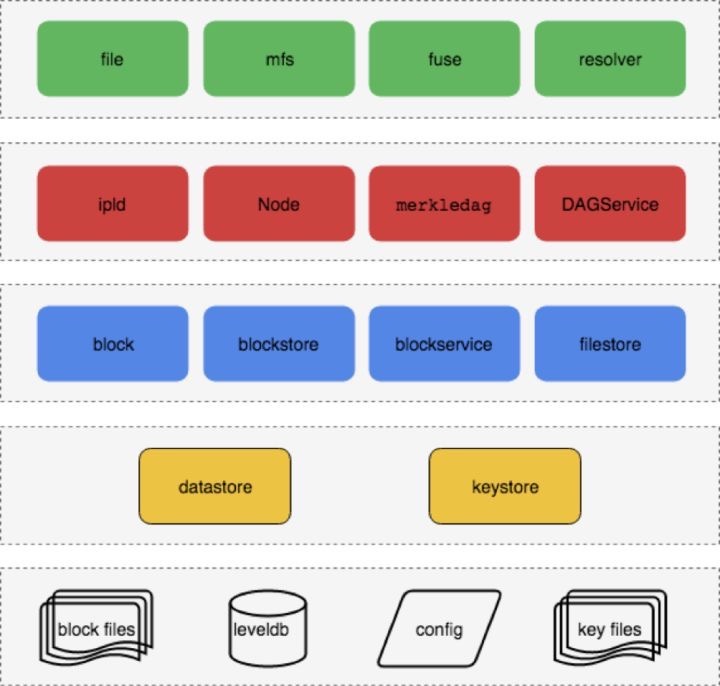 file
mfs
fuse
resolver
ipld
Node
merkledag
DAGService
block
blockstore
blockservice
filestore
datastore
keystore
block files
leveldb
config
key files